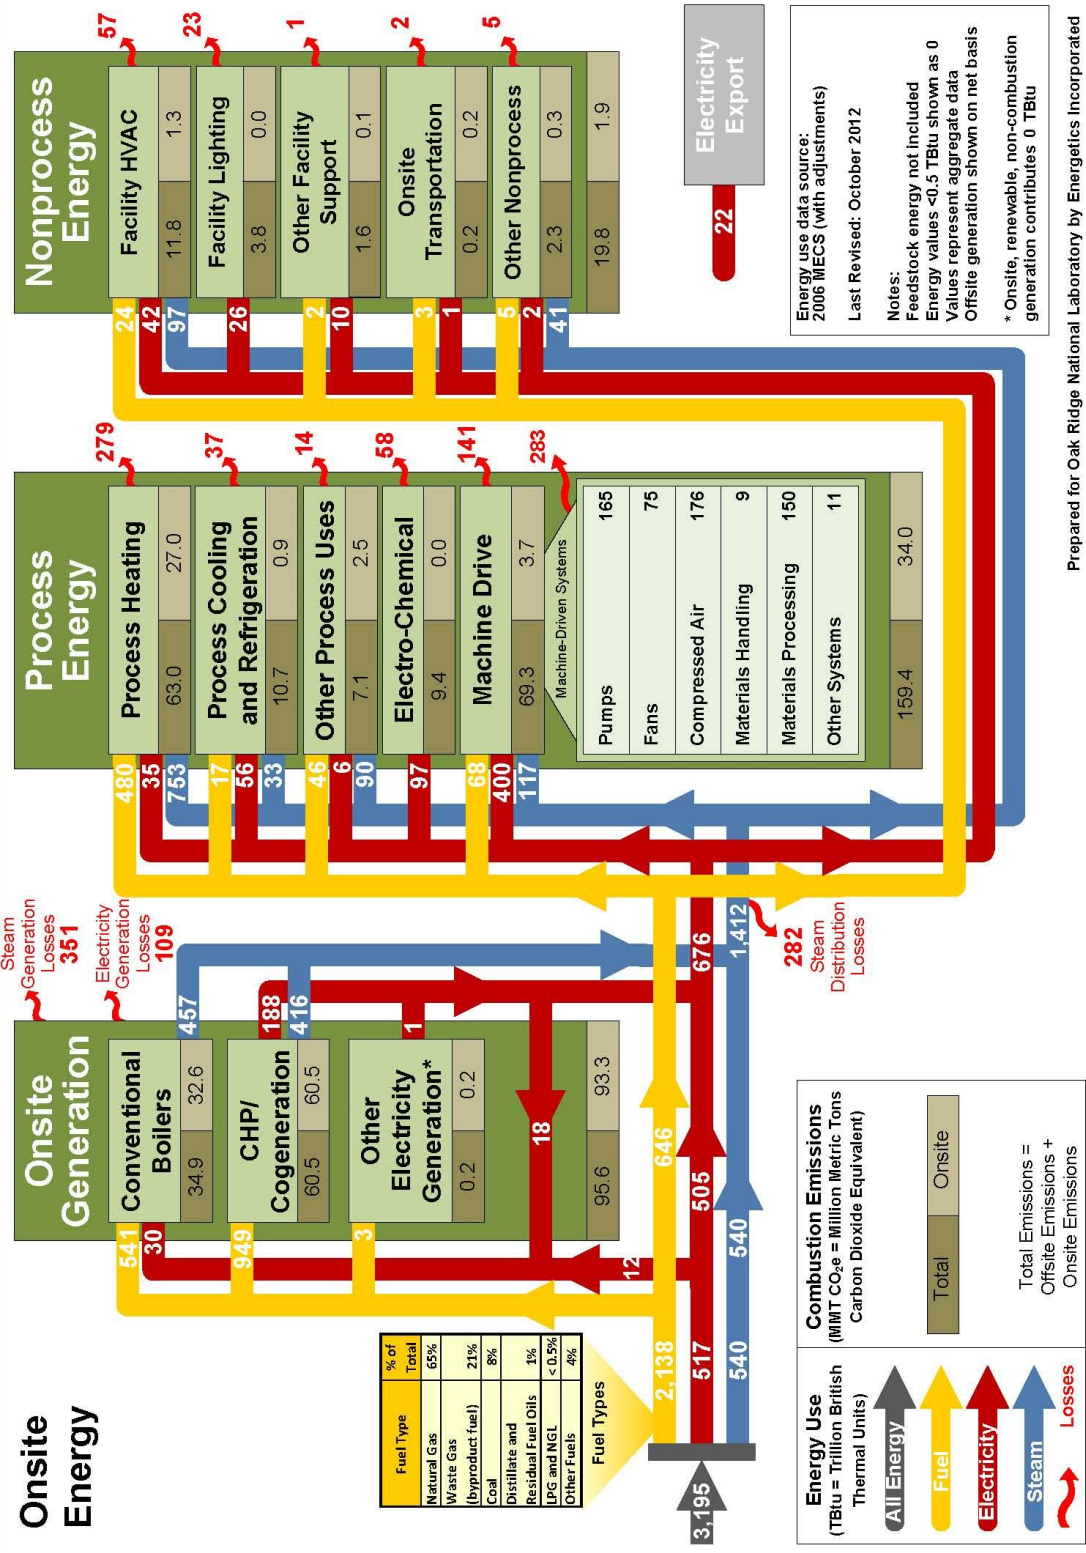 Onsite
Energy
Onsite
Generation
Conventional
Boilers
34.9
32.6
CHP/
Cogeneration
60.5
60.5
Other
Electricity
Generation*
0.2
0.2
95.6
93.3
541
30
949
3
12
18
457
188
416
1
Steam
Generation
Losses
351
Electricity
Generation
Losses
109
Fuel Type
% of
Total
Natural Gas
65%
Waste Gas
(byproduct fuel)
21%
Coal
8%
Distillate and
Residual Fuel Oils
1%
LPG and NGL
< 0.5%
Other Fuels
4%
Fuel Types
3,195
2,138
517
540
646
505
540
676
1,412
282
Steam
Distribution
Losses
Process
Energy
480
35
753
Process Heating
63.0
27.0
279
17
56
33
Process Cooling
and Refrigeration
10.7
0.9
37
46
6
90
Other Process Uses
7.1
2.5
14
97
Electro-Chemical
9.4
0.0
58
68
400
117
Machine Drive
69.3
3.7
141
Machine-Driven Systems
283
Pumps
165
Fans
75
Compressed Air
176
Materials Handling
9
Materials Processing
150
Other Systems
11
159.4
34.0
Nonprocess
Energy
24
42
97
Facility HVAC
11.8
1.3
57
26
Facility Lighting
3.8
0.0
23
2
10
Other Facility
Support
1.6
0.1
1
3
1
Onsite
Transportation
0.2
0.2
2
5
2
41
Other Nonprocess
2.3
0.3
5
19.8
1.9
22
Electricity
Export
Energy Use
(TBtu = Trillion British
Thermal Units)
All Energy
Fuel
Electricity
Steam
Losses
Combustion Emissions
(MMT CO₂e = Million Metric Tons
Carbon Dioxide Equivalent)
Total
Onsite
Total Emissions =
Offsite Emissions +
Onsite Emissions
Energy use data source:
2006 MECS (with adjustments)
Last Revised: October 2012
Notes:
Feedstock energy not included
Energy values <0.5 TBtu shown as 0
Values represent aggregate data
Offsite generation shown on net basis
* Onsite, renewable, non-combustion
generation contributes 0 TBtu
Prepared for Oak Ridge National Laboratory by Energetics Incorporated